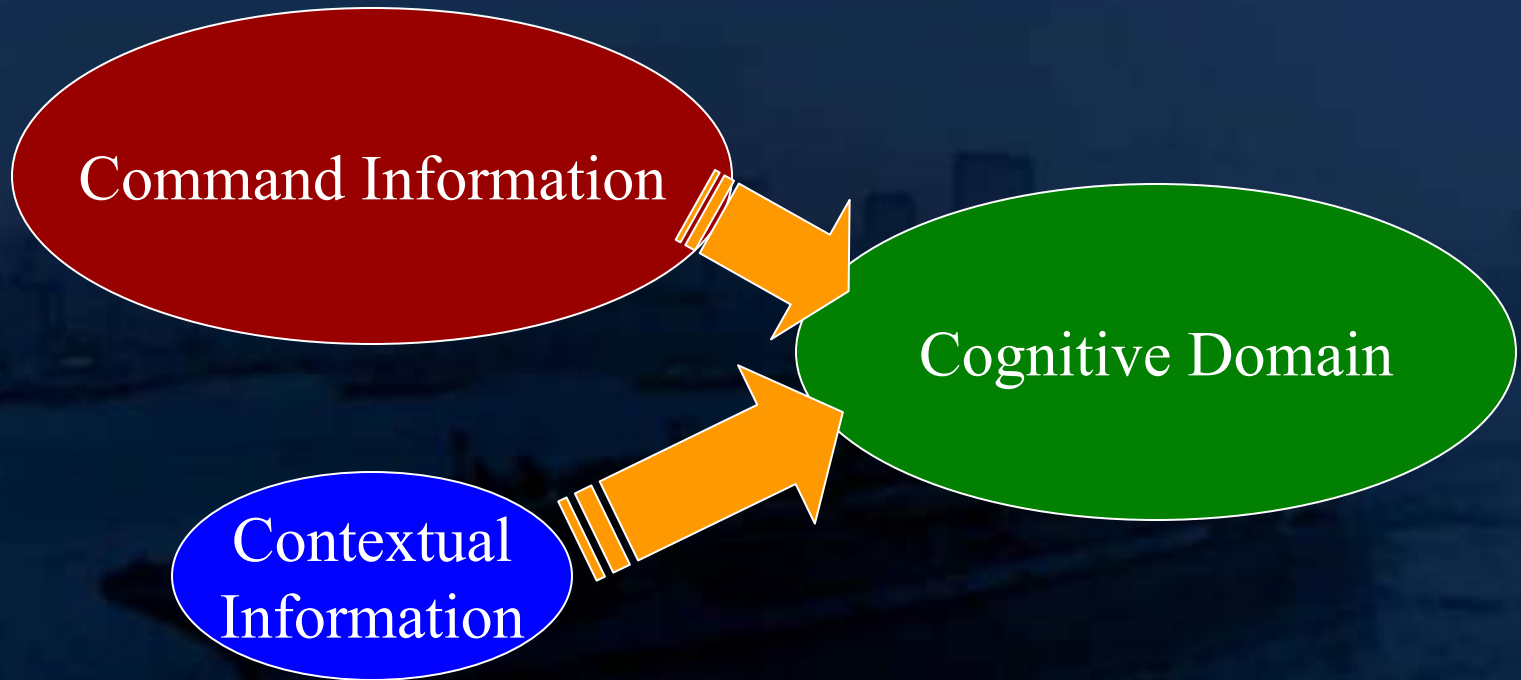 Command Information
Cognitive Domain
Contextual
Information